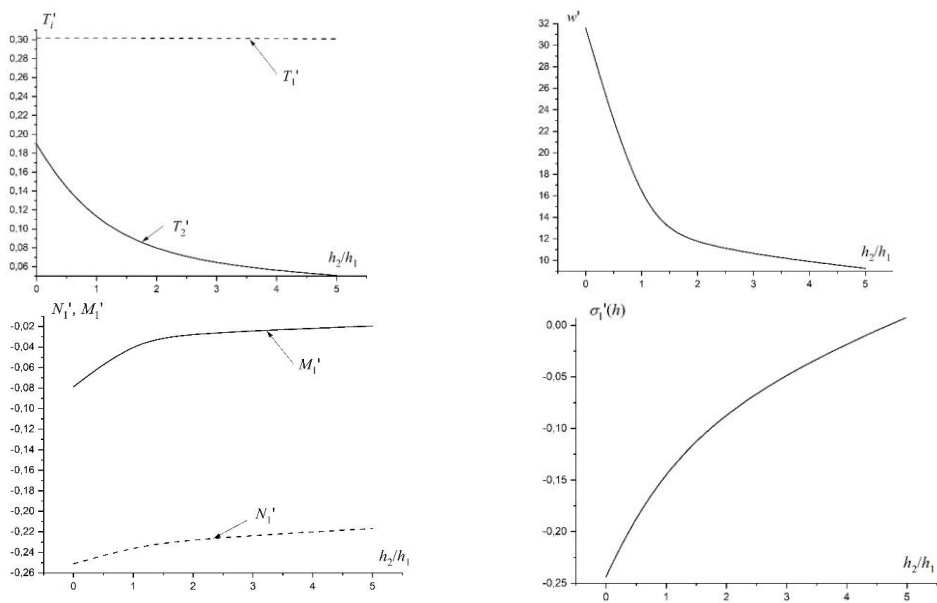 T₁'
0,30
0,28
0,26
0,24
0,22
0,20
0,18
0,16
0,14
0,12
0,10
0,08
0,06
T₁'
T₂'
h₂/h₁
0 1 2 3 4 5
w'
32
30
28
26
24
22
20
18
16
14
12
10
h₂/h₁
0 1 2 3 4 5
N₁', M₁'
-0,02
-0,04
-0,06
-0,08
-0,10
-0,12
-0,14
-0,16
-0,18
-0,20
-0,22
-0,24
-0,26
M₁'
N₁'
h₂/h₁
0 1 2 3 4 5
σ₁'(h)
0,00
-0,05
-0,10
-0,15
-0,20
-0,25
h₂/h₁
0 1 2 3 4 5